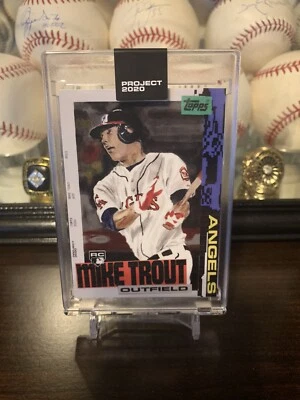 PROJECT
2020
Topps
ANGELS
RC
MIKE TROUT
OUTFIELD